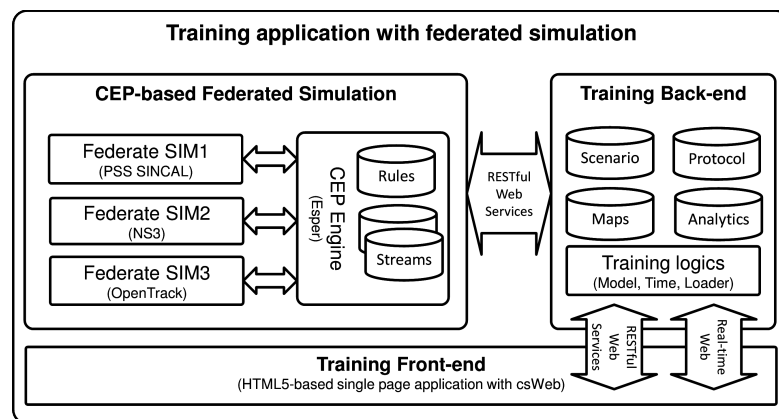 Training application with federated simulation
CEP-based Federated Simulation
Federate SIM1
(PSS SINCAL)
Federate SIM2
(NS3)
Federate SIM3
(OpenTrack)
CEP Engine
(Esper)
Rules
Streams
RESTful
Web
Services
Training Back-end
Scenario
Protocol
Maps
Analytics
Training logics
(Model, Time, Loader)
RESTful
Web
Services
Real-time
Web
Training Front-end
(HTML5-based single page application with csWeb)